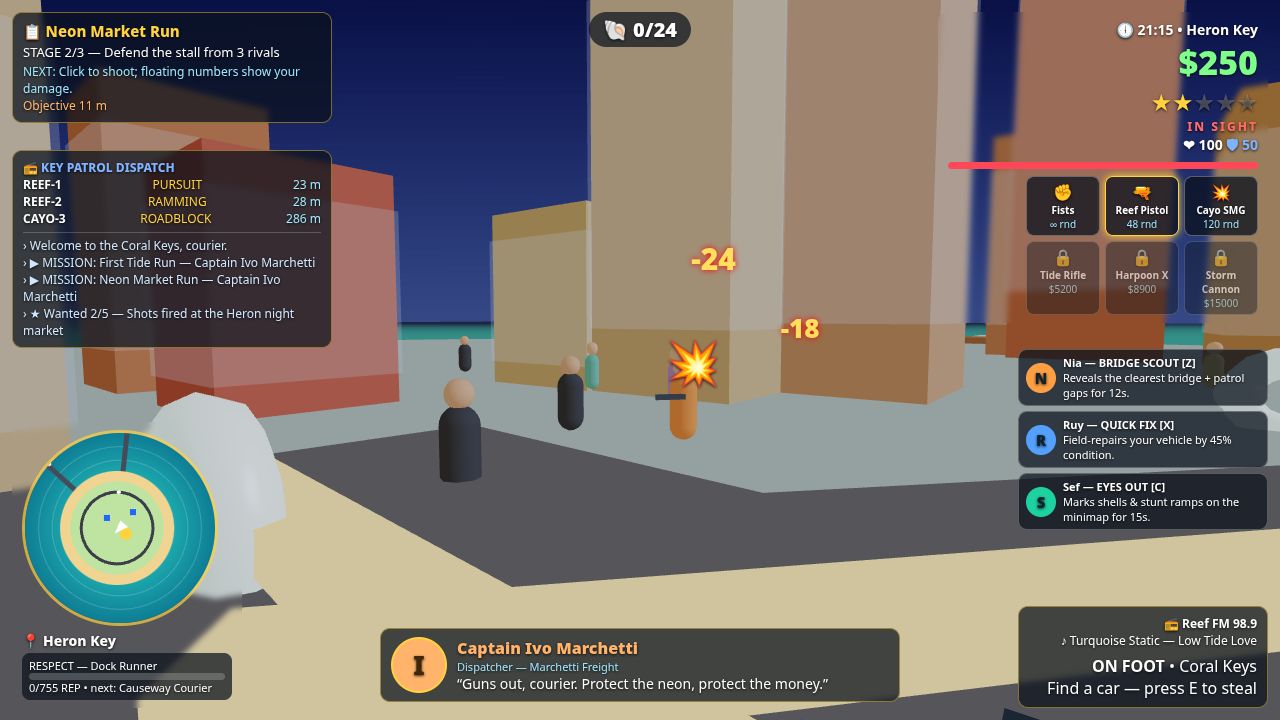 📋 Neon Market Run
STAGE 2/3 — Defend the stall from 3 rivals
NEXT: Click to shoot; floating numbers show your
damage.
Objective 11 m
📻 KEY PATROL DISPATCH
REEF-1 PURSUIT 23 m
REEF-2 RAMMING 28 m
CAYO-3 ROADBLOCK 286 m
› Welcome to the Coral Keys, courier.
› ▶ MISSION: First Tide Run — Captain Ivo Marchetti
› ▶ MISSION: Neon Market Run — Captain Ivo
Marchetti
› ★ Wanted 2/5 — Shots fired at the Heron night
market
🐚 0/24
🕘 21:15 • Heron Key
$250
★★★★★
IN SIGHT
❤ 100 🛡 50
Fists
∞ rnd
Reef Pistol
48 rnd
Cayo SMG
120 rnd
Tide Rifle
$5200
Harpoon X
$8900
Storm
Cannon
$15000
-24
-18
N
Nia — BRIDGE SCOUT [Z]
Reveals the clearest bridge + patrol
gaps for 12s.
R
Ruy — QUICK FIX [X]
Field-repairs your vehicle by 45%
condition.
S
Sef — EYES OUT [C]
Marks shells & stunt ramps on the
minimap for 15s.
📍 Heron Key
RESPECT — Dock Runner
0/755 REP • next: Causeway Courier
I
Captain Ivo Marchetti
Dispatcher — Marchetti Freight
“Guns out, courier. Protect the neon, protect the money.”
📻 Reef FM 98.9
♪ Turquoise Static — Low Tide Love
ON FOOT • Coral Keys
Find a car — press E to steal